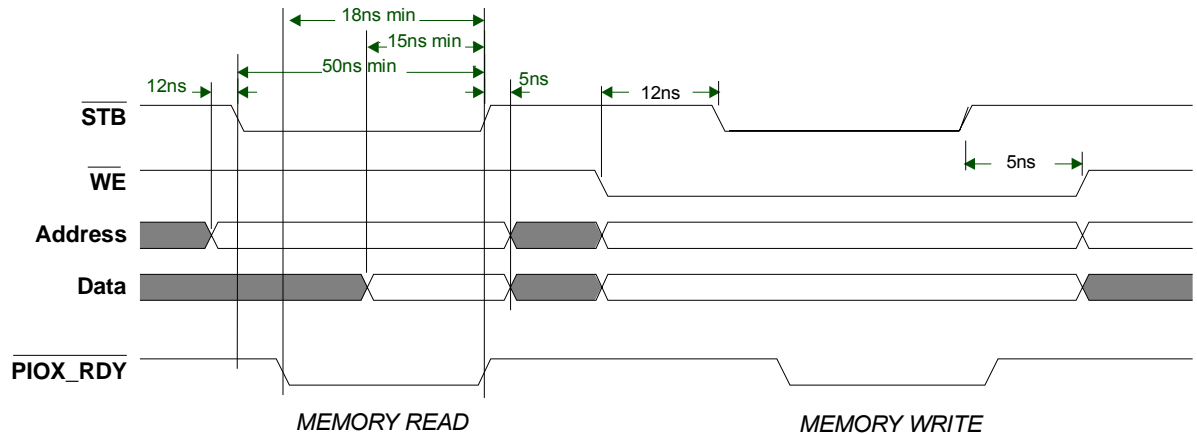 18ns min
15ns min
50ns min
12ns
5ns
12ns
STB
5ns
WE
Address
Data
PIOX_RDY
MEMORY READ
MEMORY WRITE